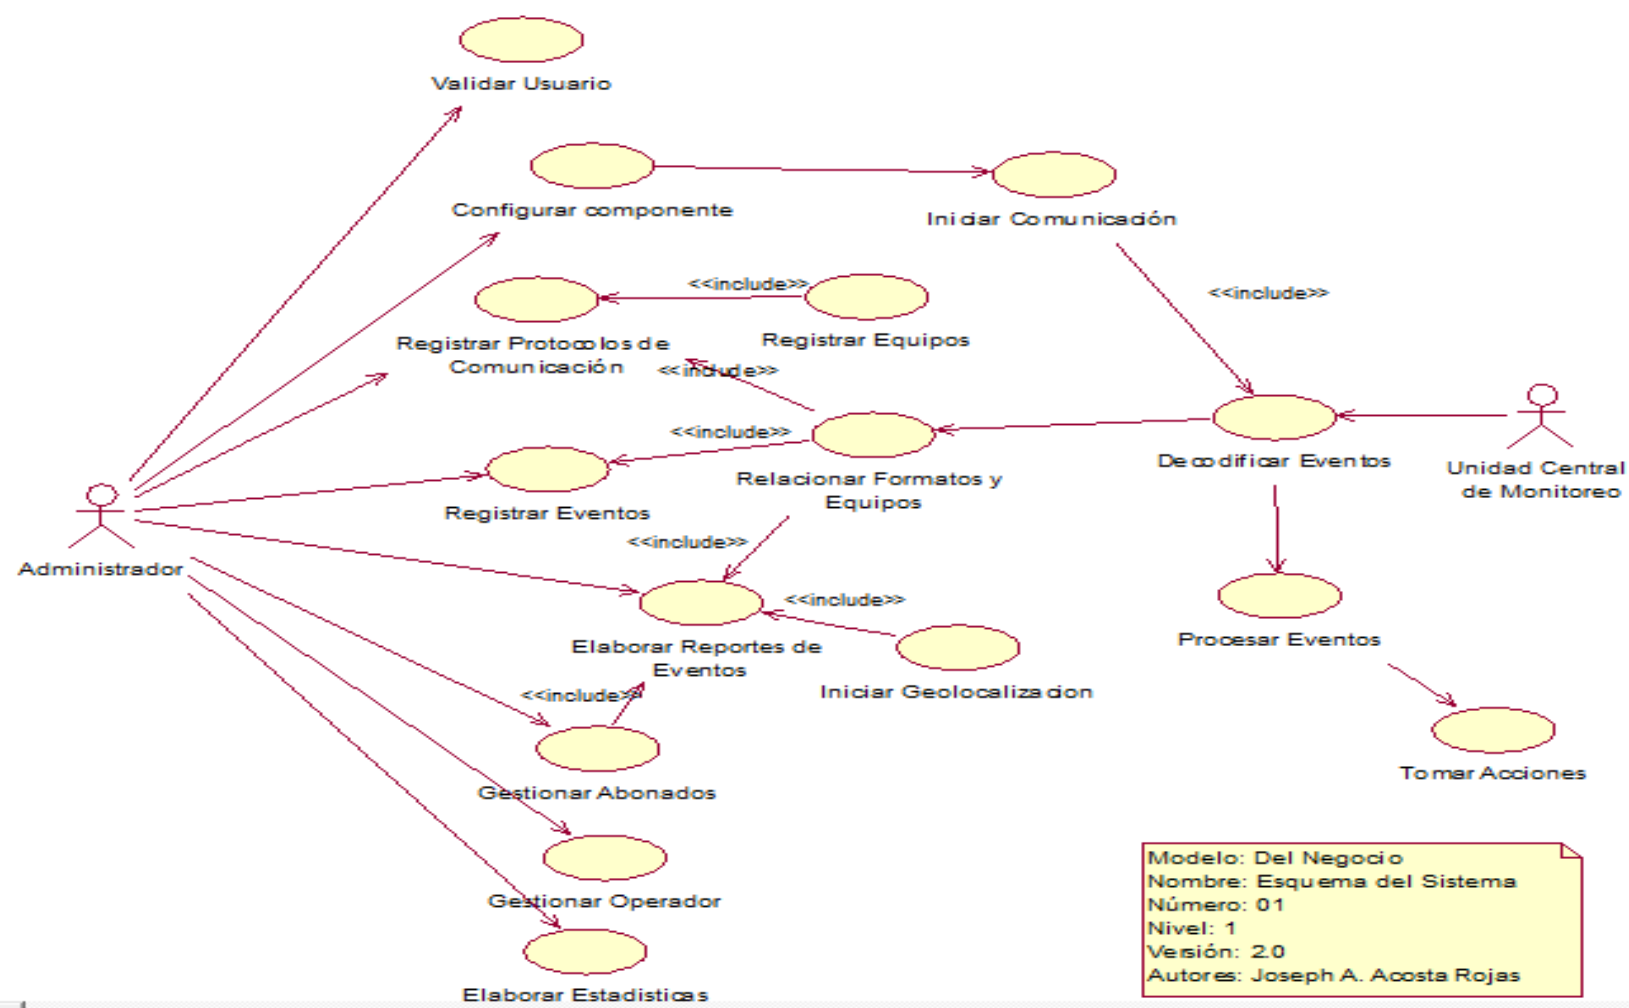 Validar Usuario
Configurar componente
Iniciar Comunicación
<<include>>
<<include>>
Registrar Protocolos de
Comunicación
Registrar Equipos
<<include>>
<<include>>
Relacionar Formatos y
Equipos
Decodificar Eventos
Unidad Central
de Monitoreo
Registrar Eventos
<<include>>
Administrador
<<include>>
Elaborar Reportes de
Eventos
Procesar Eventos
Iniciar Geolocalizacion
<<include>>
Tomar Acciones
Gestionar Abonados
Gestionar Operador
Elaborar Estadisticas
Modelo: Del Negocio
Nombre: Esquema del Sistema
Número: 01
Nivel: 1
Versión: 2.0
Autores: Joseph A. Acosta Rojas